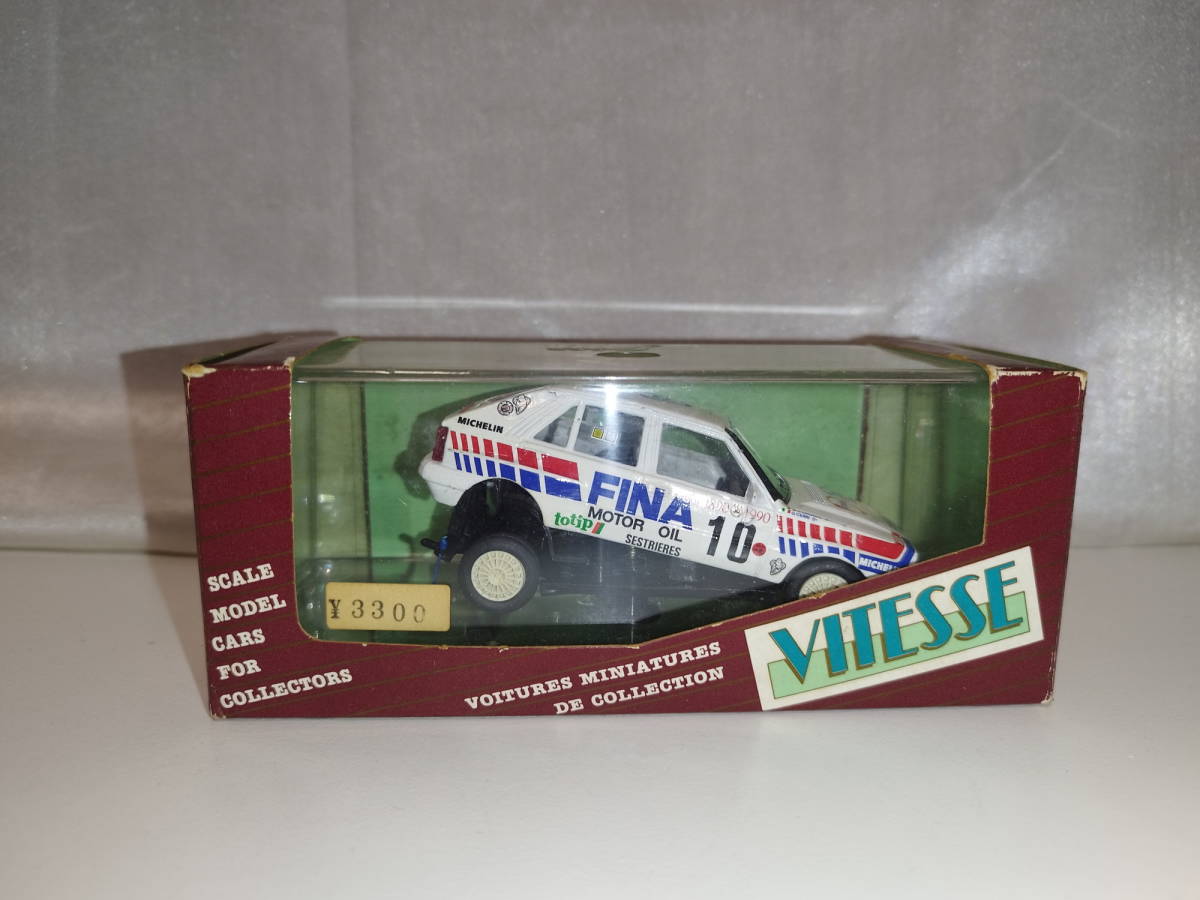 MICHELIN
FINA
MOTOR OIL
totip
SESTRIERES
10
1990
MICHELIN
¥3300
SCALE
MODEL
CARS
FOR
COLLECTORS
VOITURES MINIATURES
DE COLLECTION
VITESSE